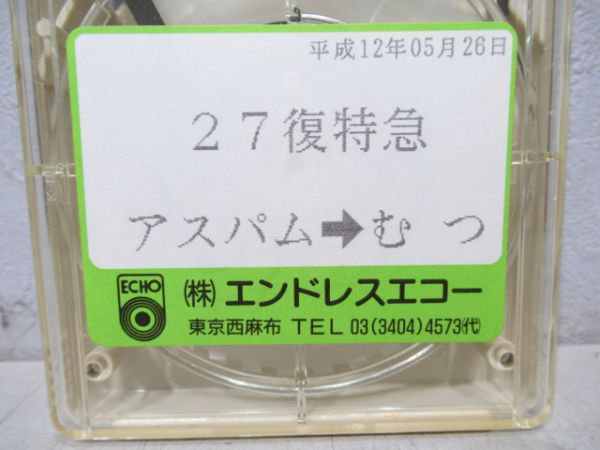 平成12年05月26日
２７復特急
アスパム➡むつ
ECHO
㈱ エンドレスエコー
東京西麻布 TEL 03(3404)4573㈹